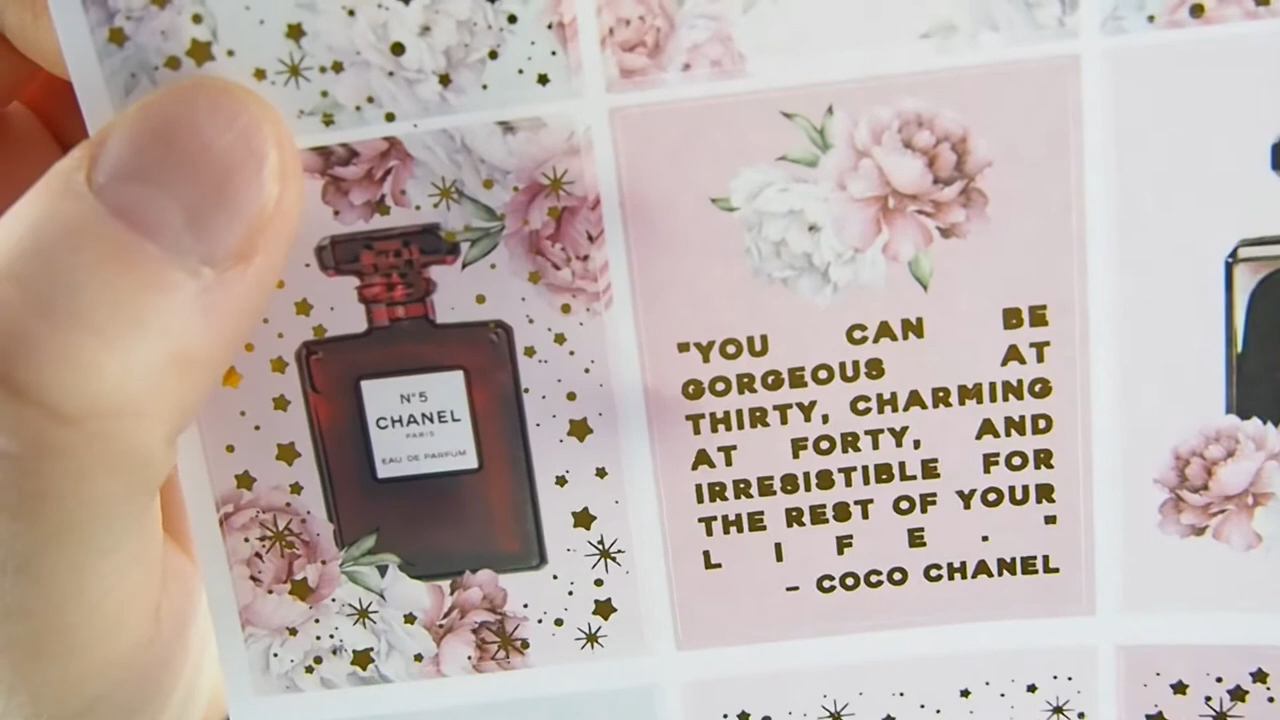 N°5
CHANEL
PARIS
EAU DE PARFUM
"YOU CAN BE
GORGEOUS AT
THIRTY, CHARMING
AT FORTY, AND
IRRESISTIBLE FOR
THE REST OF YOUR
LIFE."
- COCO CHANEL